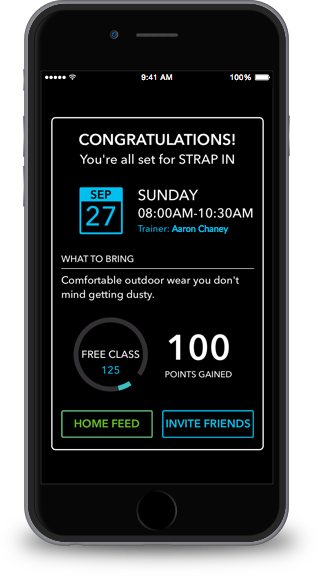 9:41 AM
100%
CONGRATULATIONS!
You're all set for STRAP IN
SEP
27
SUNDAY
08:00AM-10:30AM
Trainer: Aaron Chaney
WHAT TO BRING
Comfortable outdoor wear you don't
mind getting dusty.
FREE CLASS
125
100
POINTS GAINED
HOME FEED
INVITE FRIENDS